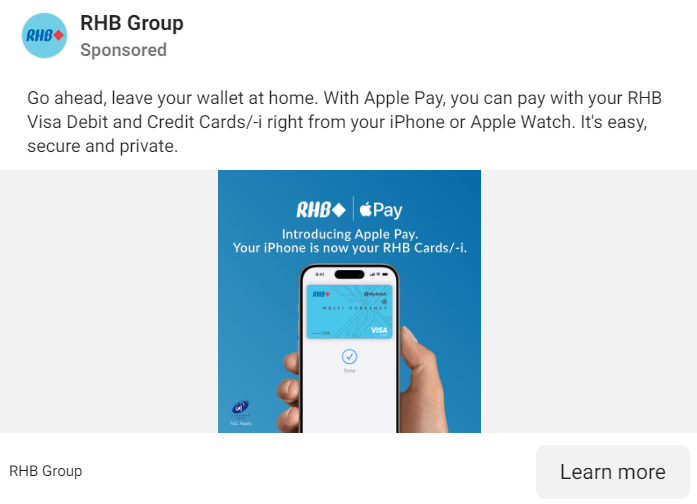 RHB
RHB Group
Sponsored
Go ahead, leave your wallet at home. With Apple Pay, you can pay with your RHB
Visa Debit and Credit Cards/-i right from your iPhone or Apple Watch. It's easy,
secure and private.
RHB Pay
Introducing Apple Pay.
Your iPhone is now your RHB Cards/-i.
9:41
RHB
MULTI CURRENCY
VISA
Done
T&C Apply
RHB Group
Learn more